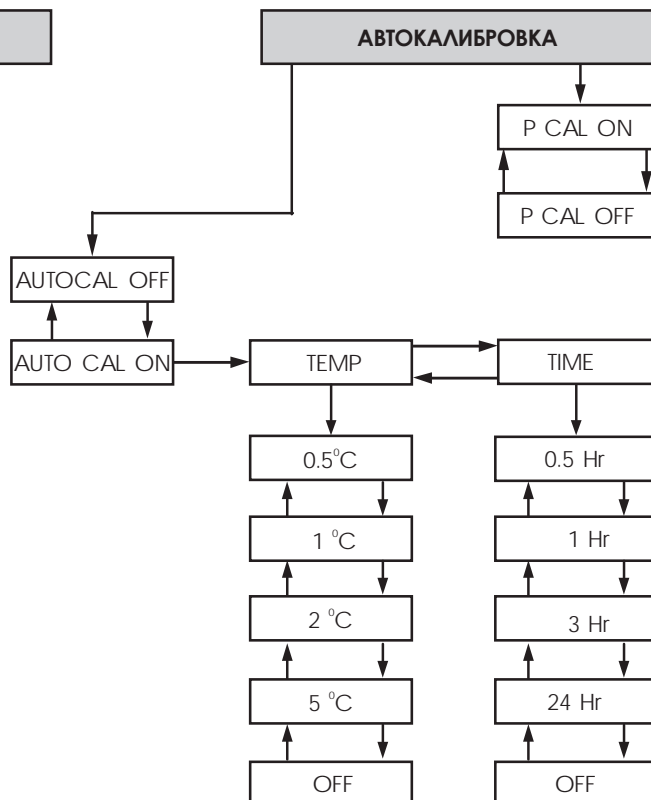 АВТОКАЛИБРОВКА
P CAL ON
P CAL OFF
AUTOCAL OFF
AUTO CAL ON
TEMP
TIME
0.5°C
0.5 Hr
1 °C
1 Hr
2 °C
3 Hr
5 °C
24 Hr
OFF
OFF